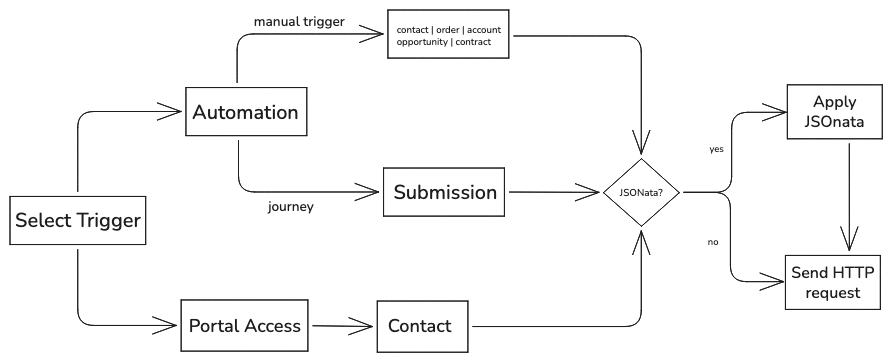 manual trigger
contact | order | account
opportunity | contract
Automation
Apply
JSOnata
yes
JSONata?
Submission
journey
Select Trigger
no
Send HTTP
request
Portal Access
Contact